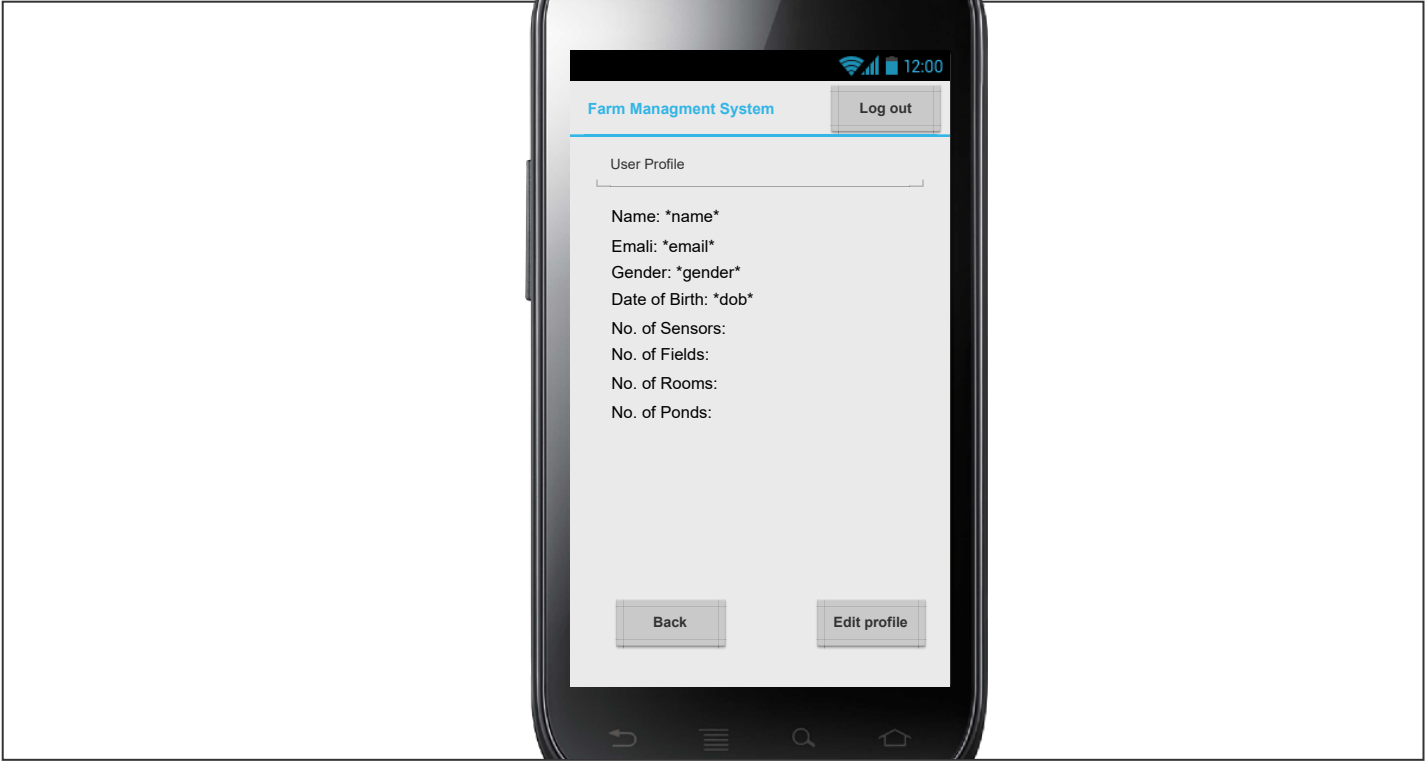 12:00
Farm Managment System
Log out
User Profile
Name: *name*
Emali: *email*
Gender: *gender*
Date of Birth: *dob*
No. of Sensors:
No. of Fields:
No. of Rooms:
No. of Ponds:
Back
Edit profile